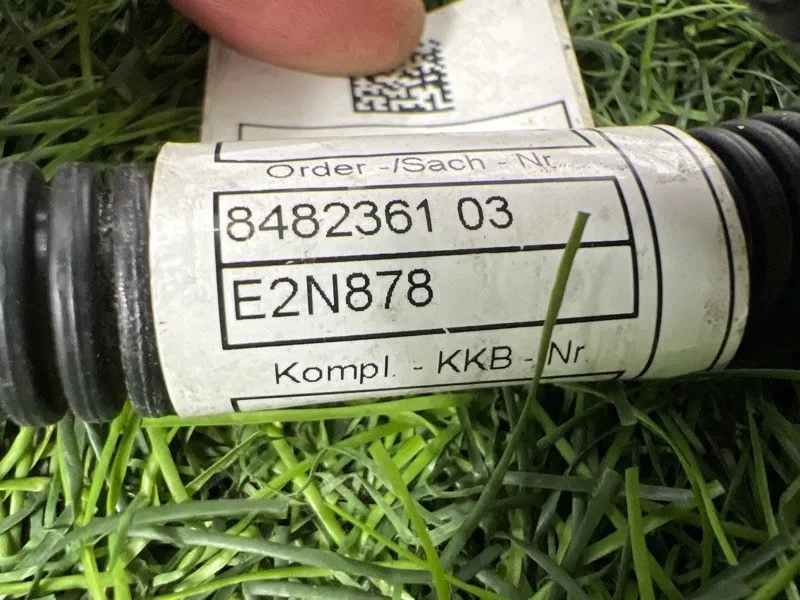 Order -/Sach - Nr.
8482361 03
E2N878
Kompl. - KKB - Nr.